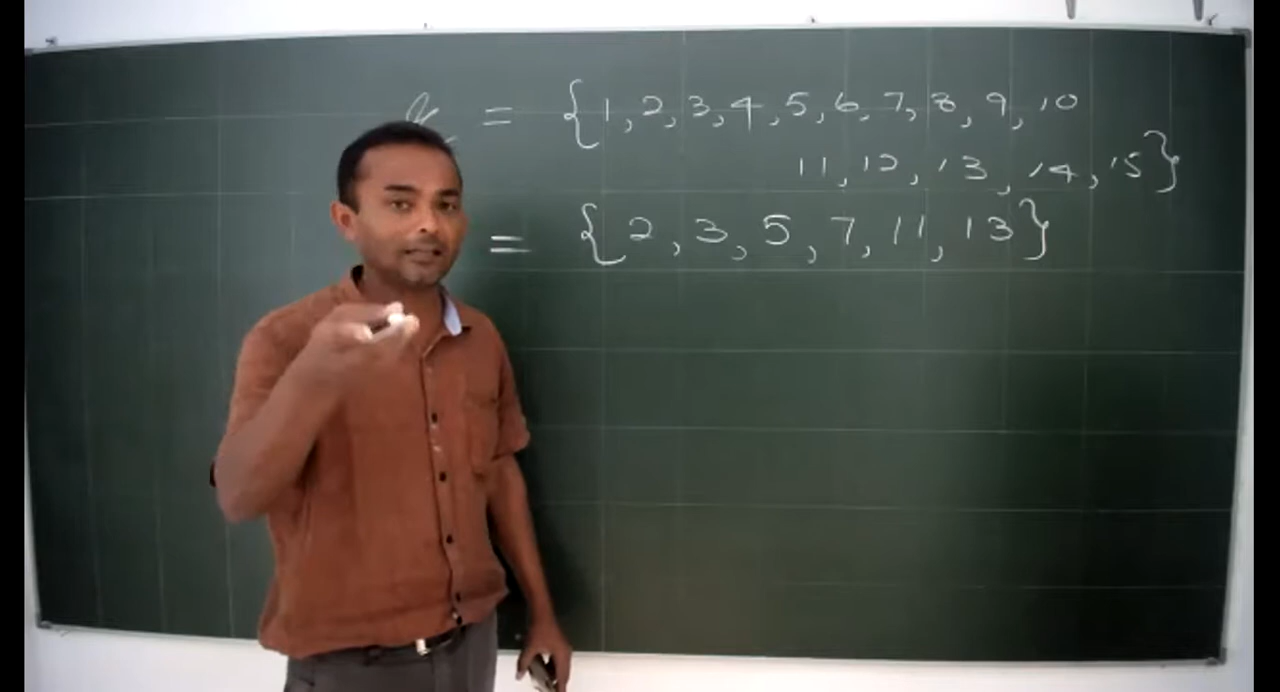 = {1, 2, 3, 4, 5, 6, 7, 8, 9, 10
11, 12, 13, 14, 15}
= {2, 3, 5, 7, 11, 13}